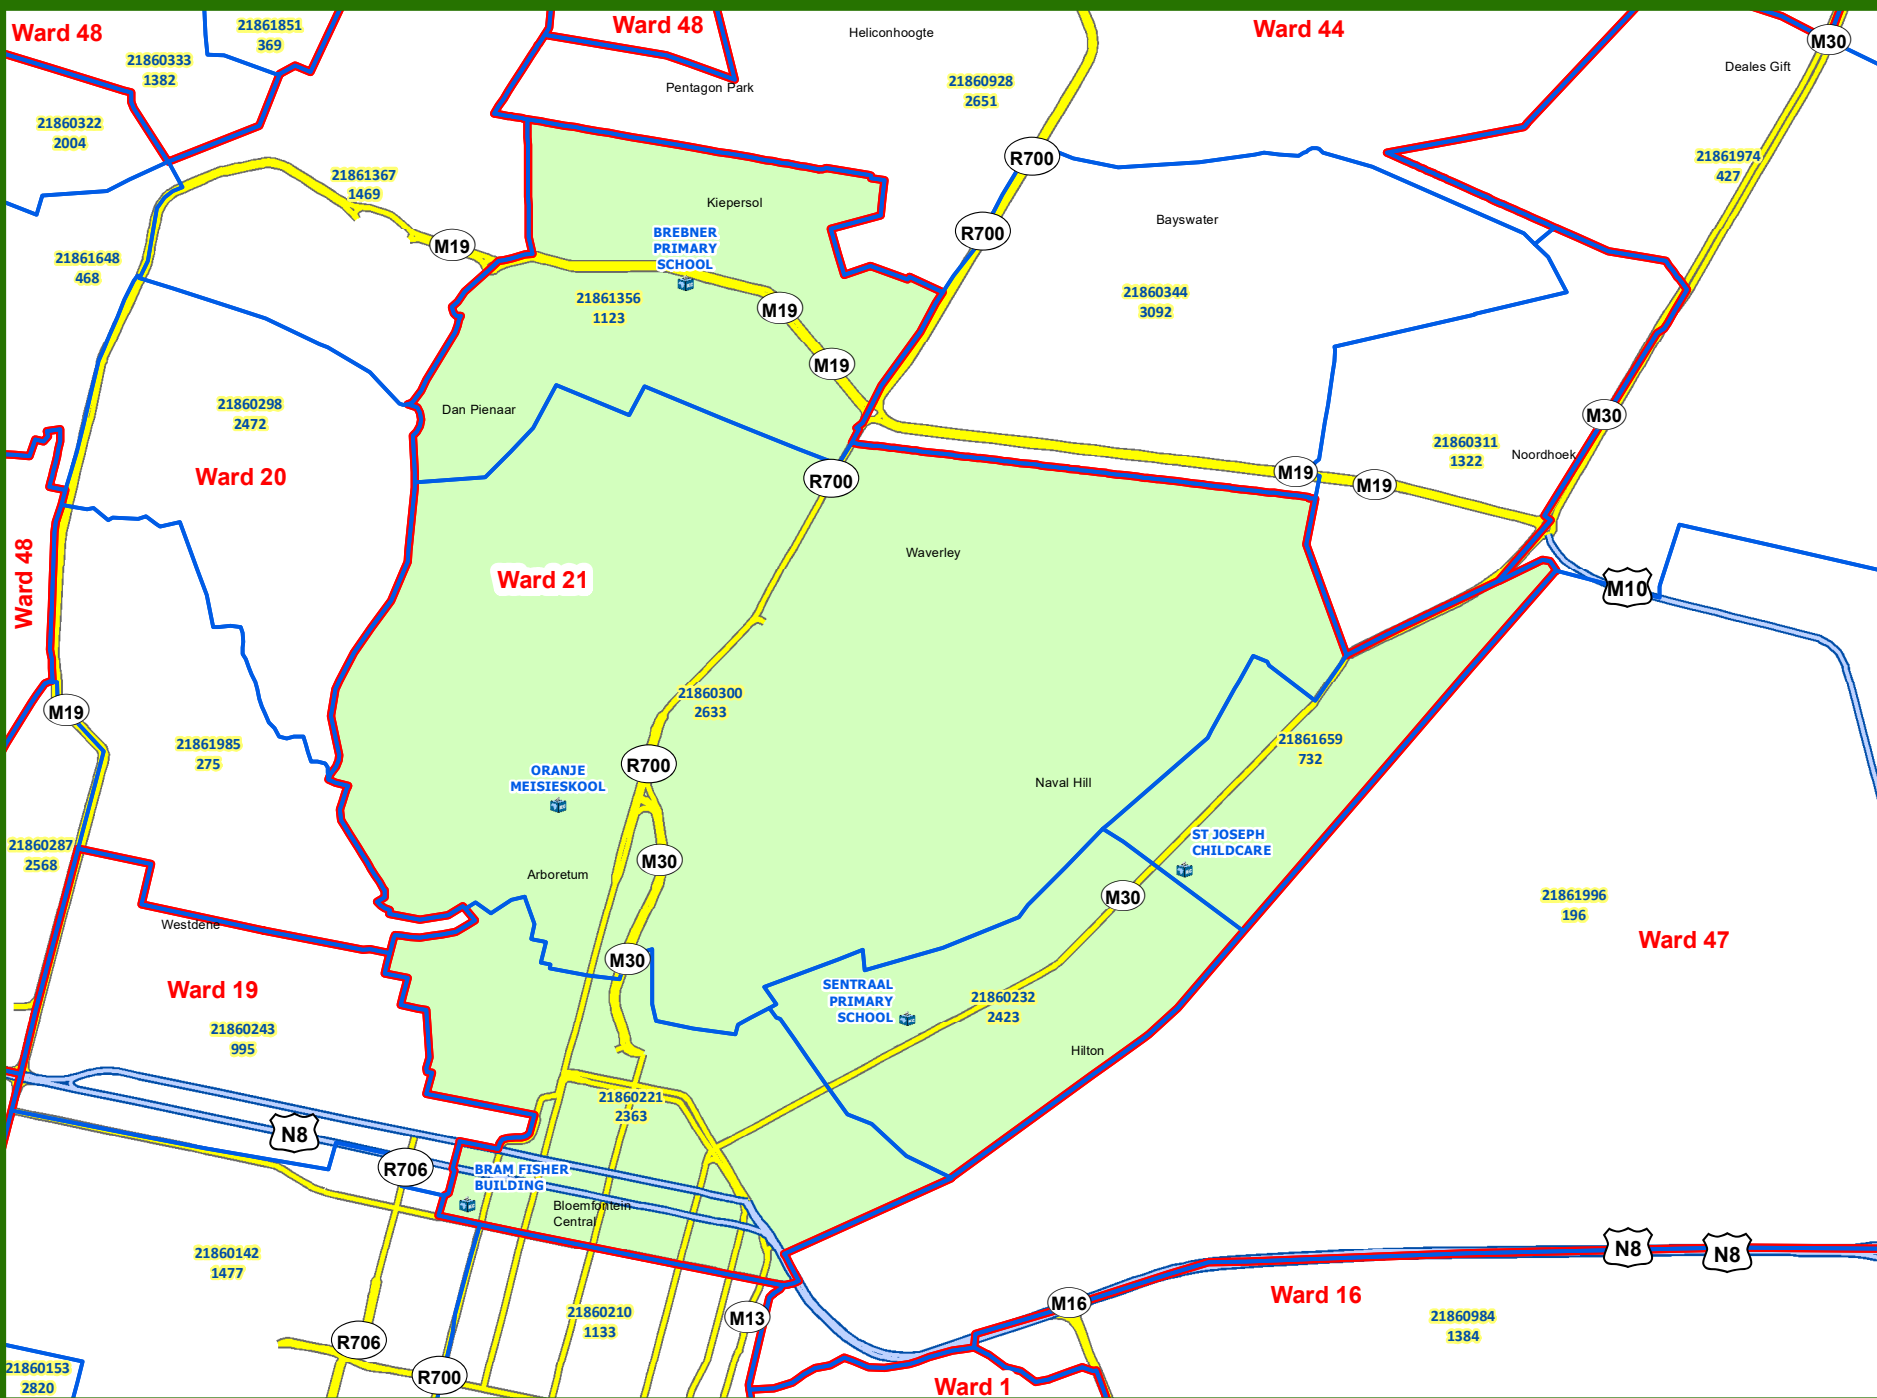 Ward 48
21861851
369
Ward 48
Heliconhoogte
Ward 44
M30
21860333
1382
Pentagon Park
21860928
2651
Deales Gift
21860322
2004
R700
21861974
427
21861367
1469
Kiepersol
Bayswater
BREBNER
PRIMARY
SCHOOL
R700
M19
21861648
468
21861356
1123
M19
21860344
3092
M19
21860298
2472
Dan Pienaar
M30
21860311
1322
Noordhoek
Ward 20
R700
M19
M19
Waverley
Ward 48
Ward 21
M10
21860300
2633
M19
21861985
275
21861659
732
R700
ORANJE
MEISIESKOOL
Naval Hill
21860287
2568
M30
ST JOSEPH
CHILDCARE
Arboretum
M30
21861996
196
Westdene
Ward 47
M30
Ward 19
SENTRAAL
PRIMARY
SCHOOL
21860232
2423
21860243
995
Hilton
21860221
2363
N8
R706
BRAM FISHER
BUILDING
Bloemfontein
Central
21860142
1477
N8
N8
Ward 16
M16
21860210
1133
M13
21860984
1384
R706
21860153
2820
R700
Ward 1